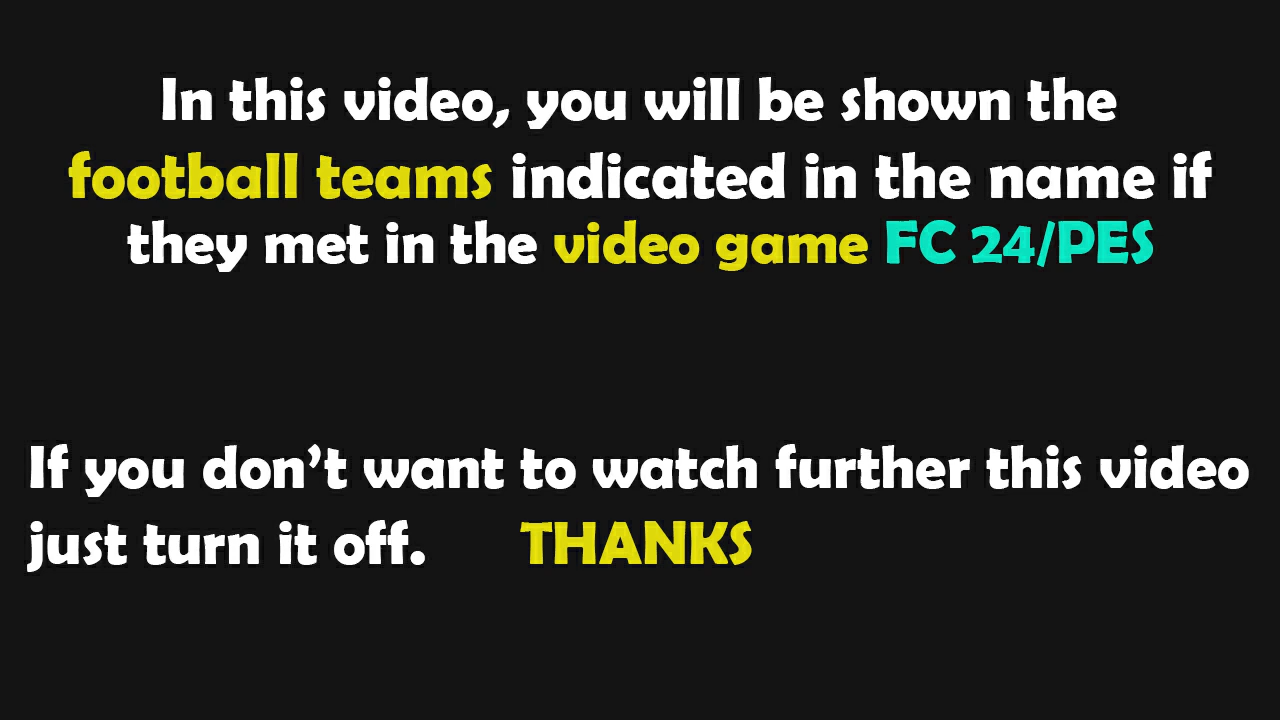 In this video, you will be shown the
football teams indicated in the name if
they met in the video game FC 24/PES
If you don't want to watch further this video
just turn it off. THANKS